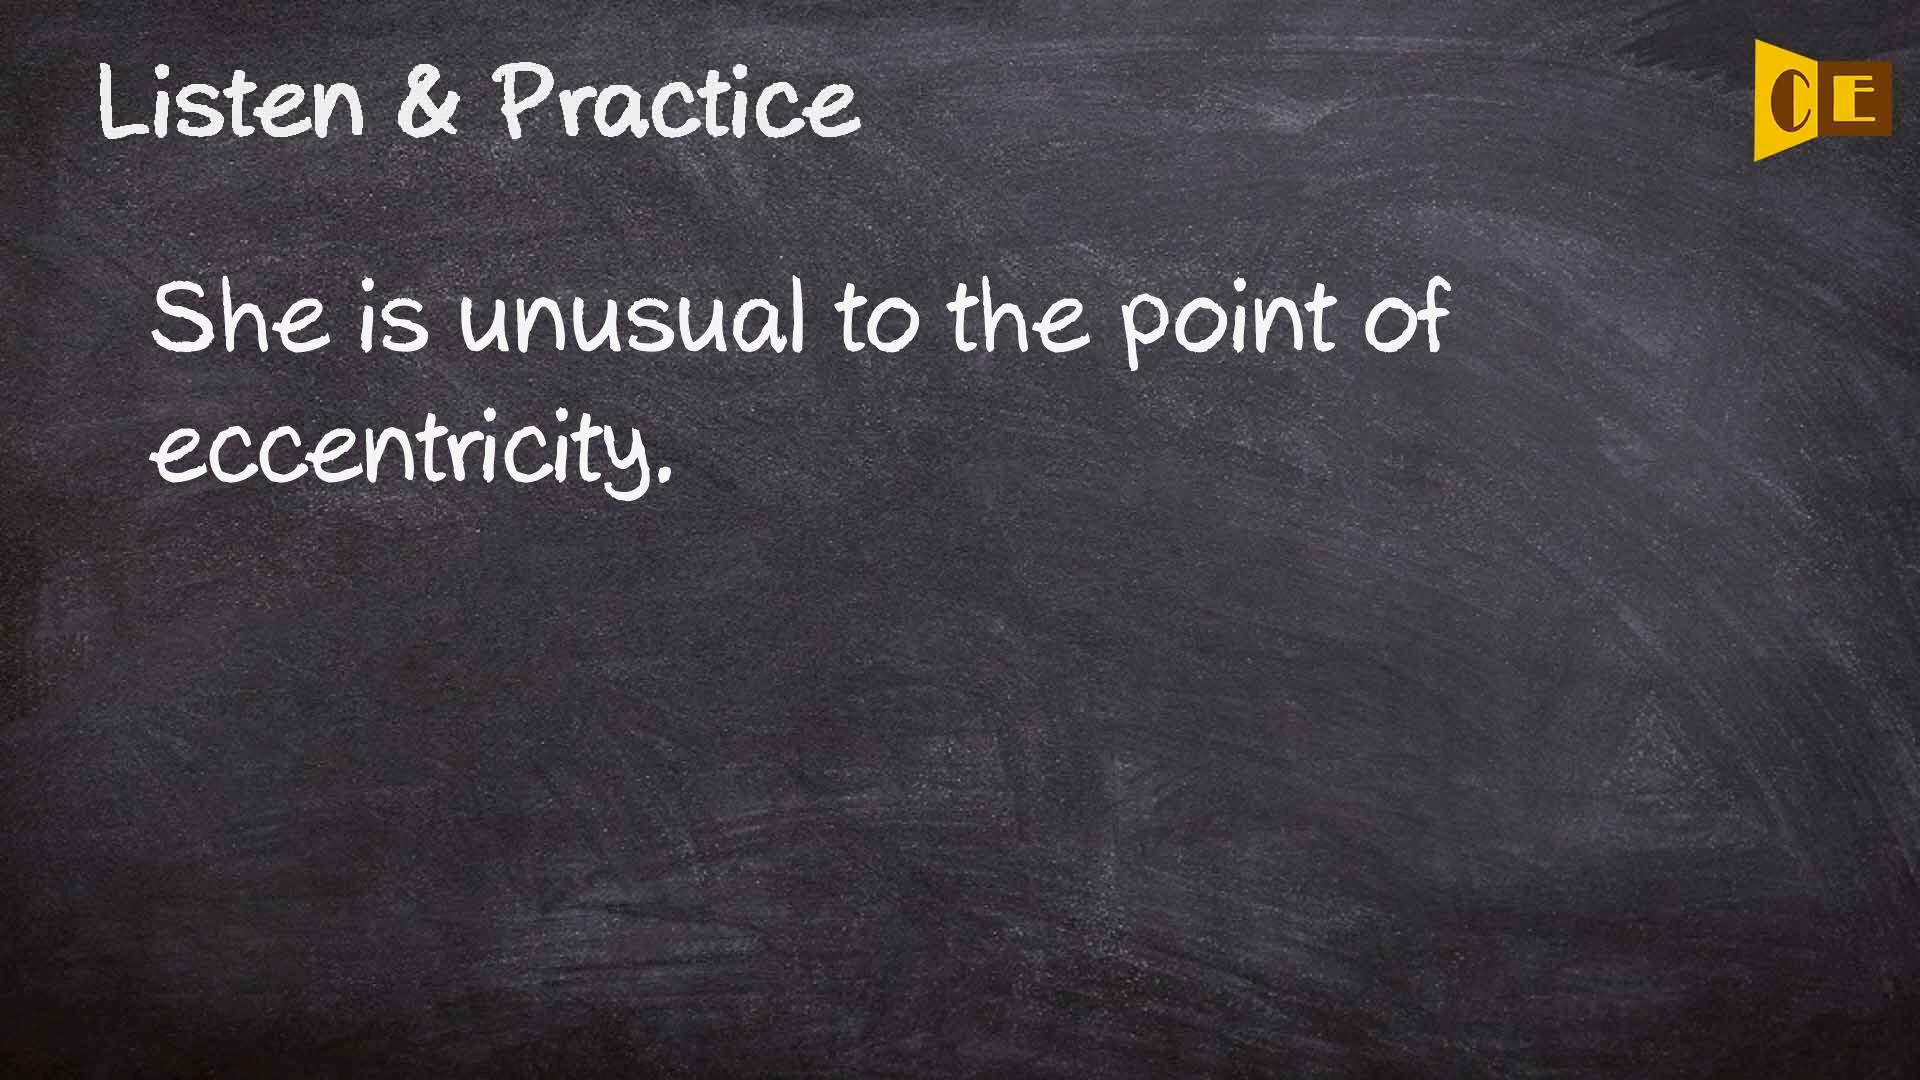 Listen & Practice
CE
She is unusual to the point of
eccentricity.